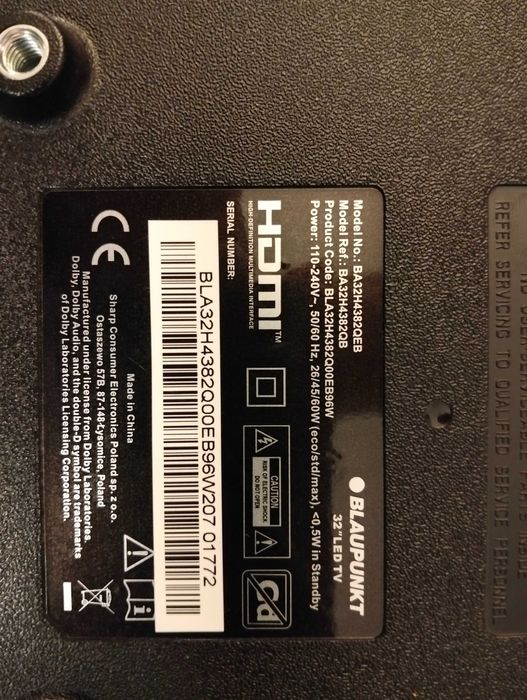 BLAUPUNKT
32"LED TV
Model No.: BA32H4382QEB
Model Ref.: BA32H4382QB
Product Code: BLA32H4382Q00EB96W
Power: 110-240V~, 50/60 Hz, 26/45/60W(eco/std/max), <0,5W in Standby
HDMI™
HIGH-DEFINITION MULTIMEDIA INTERFACE
CAUTION
RISK OF ELECTRIC SHOCK
DO NOT OPEN
SERIAL NUMBER:
BLA32H4382Q00EB96W207 01772
Made in China
CE
Sharp Consumer Electronics Poland sp. z o.o.
Ostaszewo 57B, 87-148 Łysomice, Poland
Manufactured under license from Dolby Laboratories.
Dolby, Dolby Audio, and the double-D symbol are trademarks
of Dolby Laboratories Licensing Corporation.
REFER SERVICING TO QUALIFIED SERVICE PERSONNEL